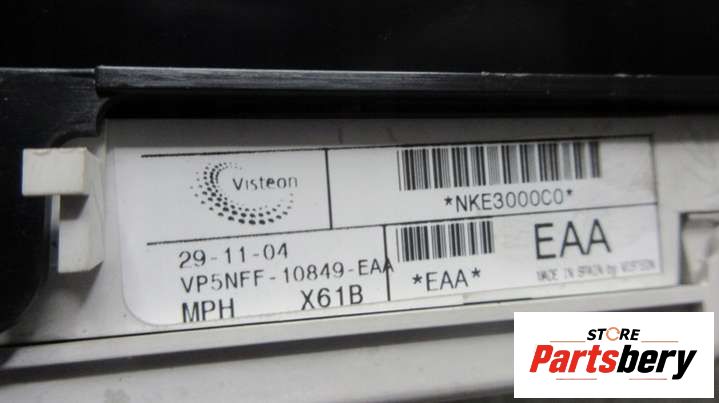 Visteon
*NKE3000C0*
29-11-04
VP5NFF-10849-EAA
MPH X61B
*EAA*
EAA
MADE IN SPAIN by VISTEON
STORE
Partsbery